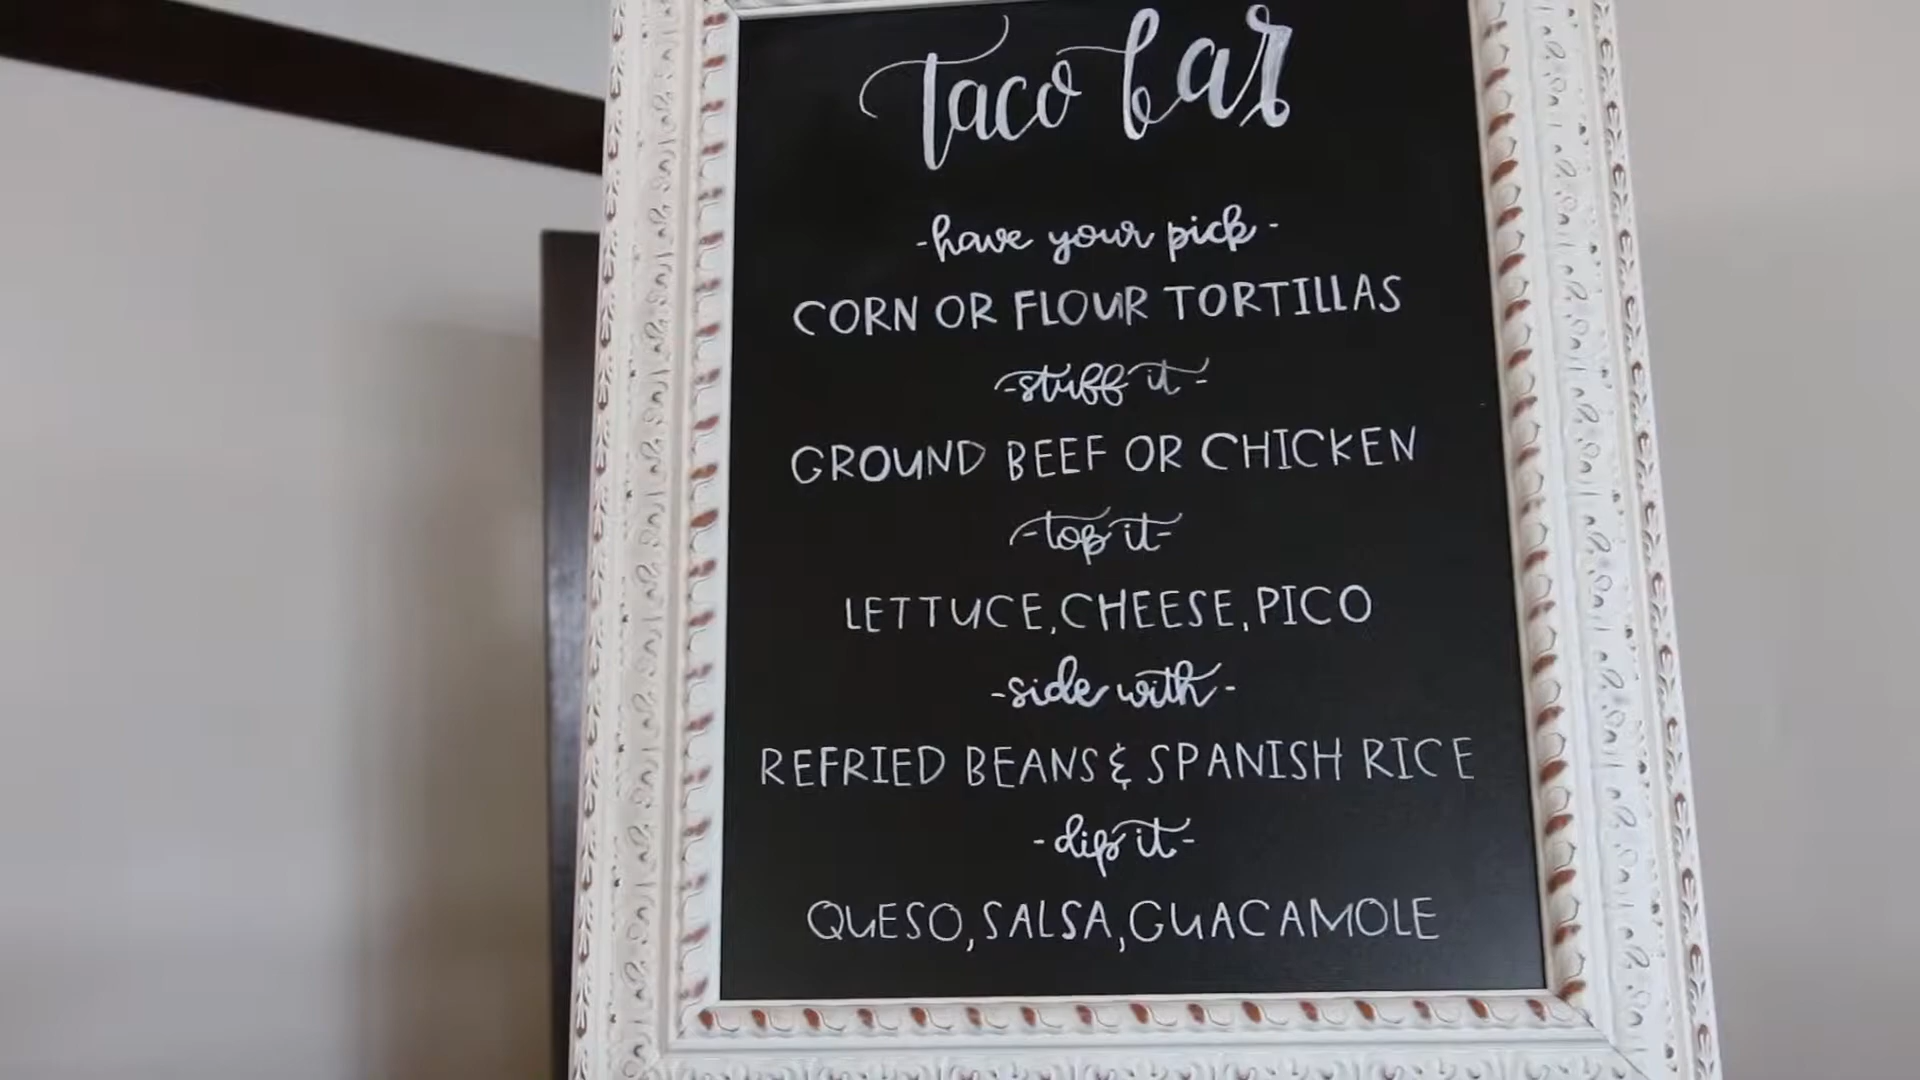 taco bar
-have your pick-
CORN OR FLOUR TORTILLAS
-stuff it-
GROUND BEEF OR CHICKEN
-top it-
LETTUCE, CHEESE, PICO
-side with-
REFRIED BEANS & SPANISH RICE
-dip it-
QUESO, SALSA, GUACAMOLE